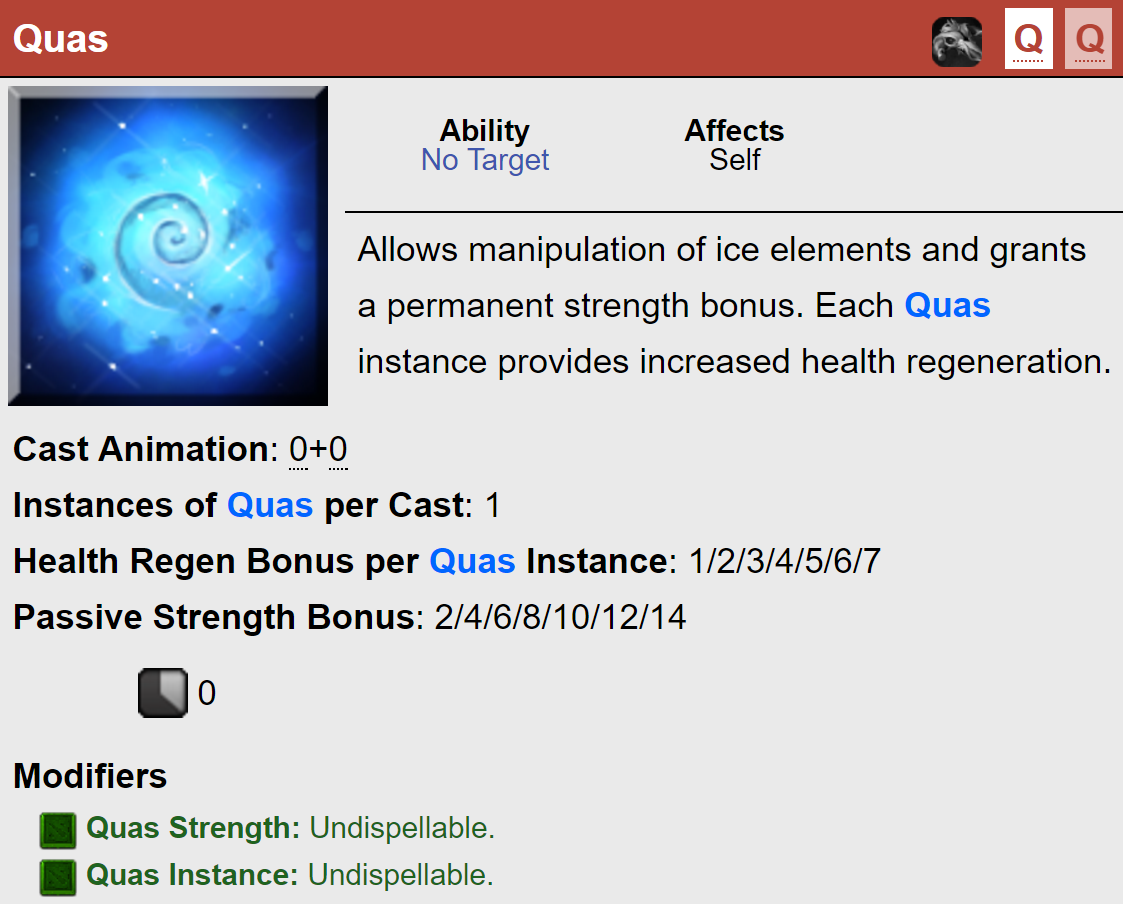 Quas
Q Q
Ability Affects
No Target Self
Allows manipulation of ice elements and grants
a permanent strength bonus. Each Quas
instance provides increased health regeneration.
Cast Animation: 0+0
Instances of Quas per Cast: 1
Health Regen Bonus per Quas Instance: 1/2/3/4/5/6/7
Passive Strength Bonus: 2/4/6/8/10/12/14
0
Modifiers
Quas Strength: Undispellable.
Quas Instance: Undispellable.